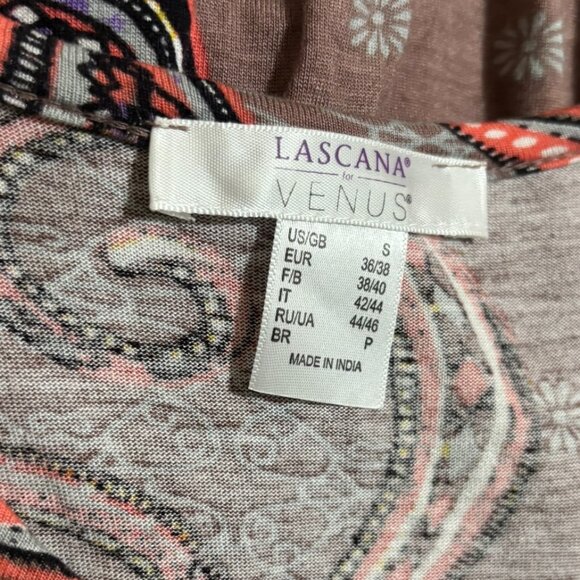 LASCANA®
for
VENUS®
US/GB S
EUR 36/38
F/B 38/40
IT 42/44
RU/UA 44/46
BR P
MADE IN INDIA